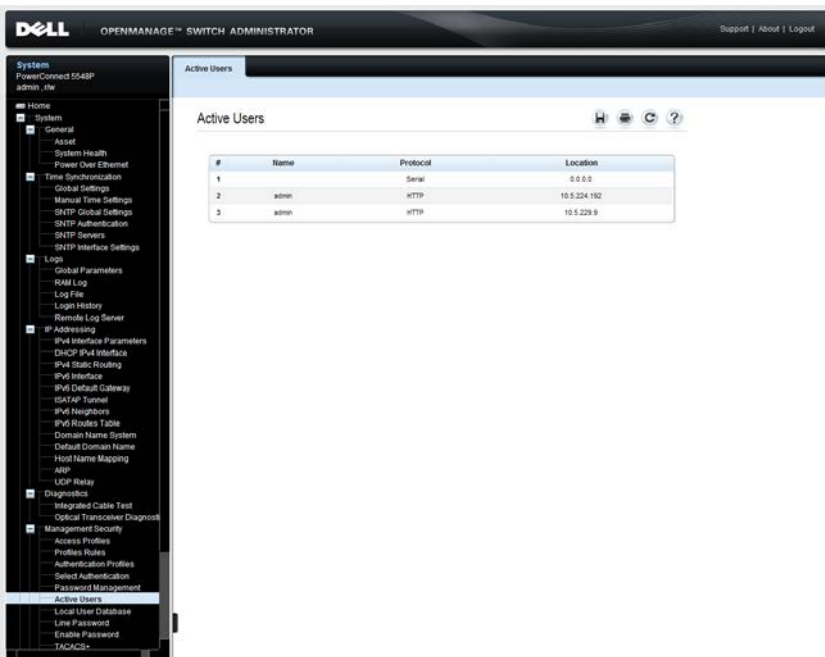 DELL OPENMANAGE™ SWITCH ADMINISTRATOR Support | About | Logout
System
PowerConnect 5548P
admin , r/w
Home
System
General
Asset
System Health
Power Over Ethernet
Time Synchronization
Global Settings
Manual Time Settings
SNTP Global Settings
SNTP Authentication
SNTP Servers
SNTP Interface Settings
Logs
Global Parameters
RAM Log
Log File
Login History
Remote Log Server
IP Addressing
IPv4 Interface Parameters
DHCP IPv4 Interface
IPv4 Static Routing
IPv6 Interface
IPv6 Default Gateway
ISATAP Tunnel
IPv6 Neighbors
IPv6 Routes Table
Domain Name System
Default Domain Name
Host Name Mapping
ARP
UDP Relay
Diagnostics
Integrated Cable Test
Optical Transceiver Diagnosti
Management Security
Access Profiles
Profiles Rules
Authentication Profiles
Select Authentication
Password Management
Active Users
Local User Database
Line Password
Enable Password
TACACS+
Active Users
Active Users
# Name Protocol Location
1 Serial 0.0.0.0
2 admin HTTP 10.5.224.192
3 admin HTTP 10.5.229.9